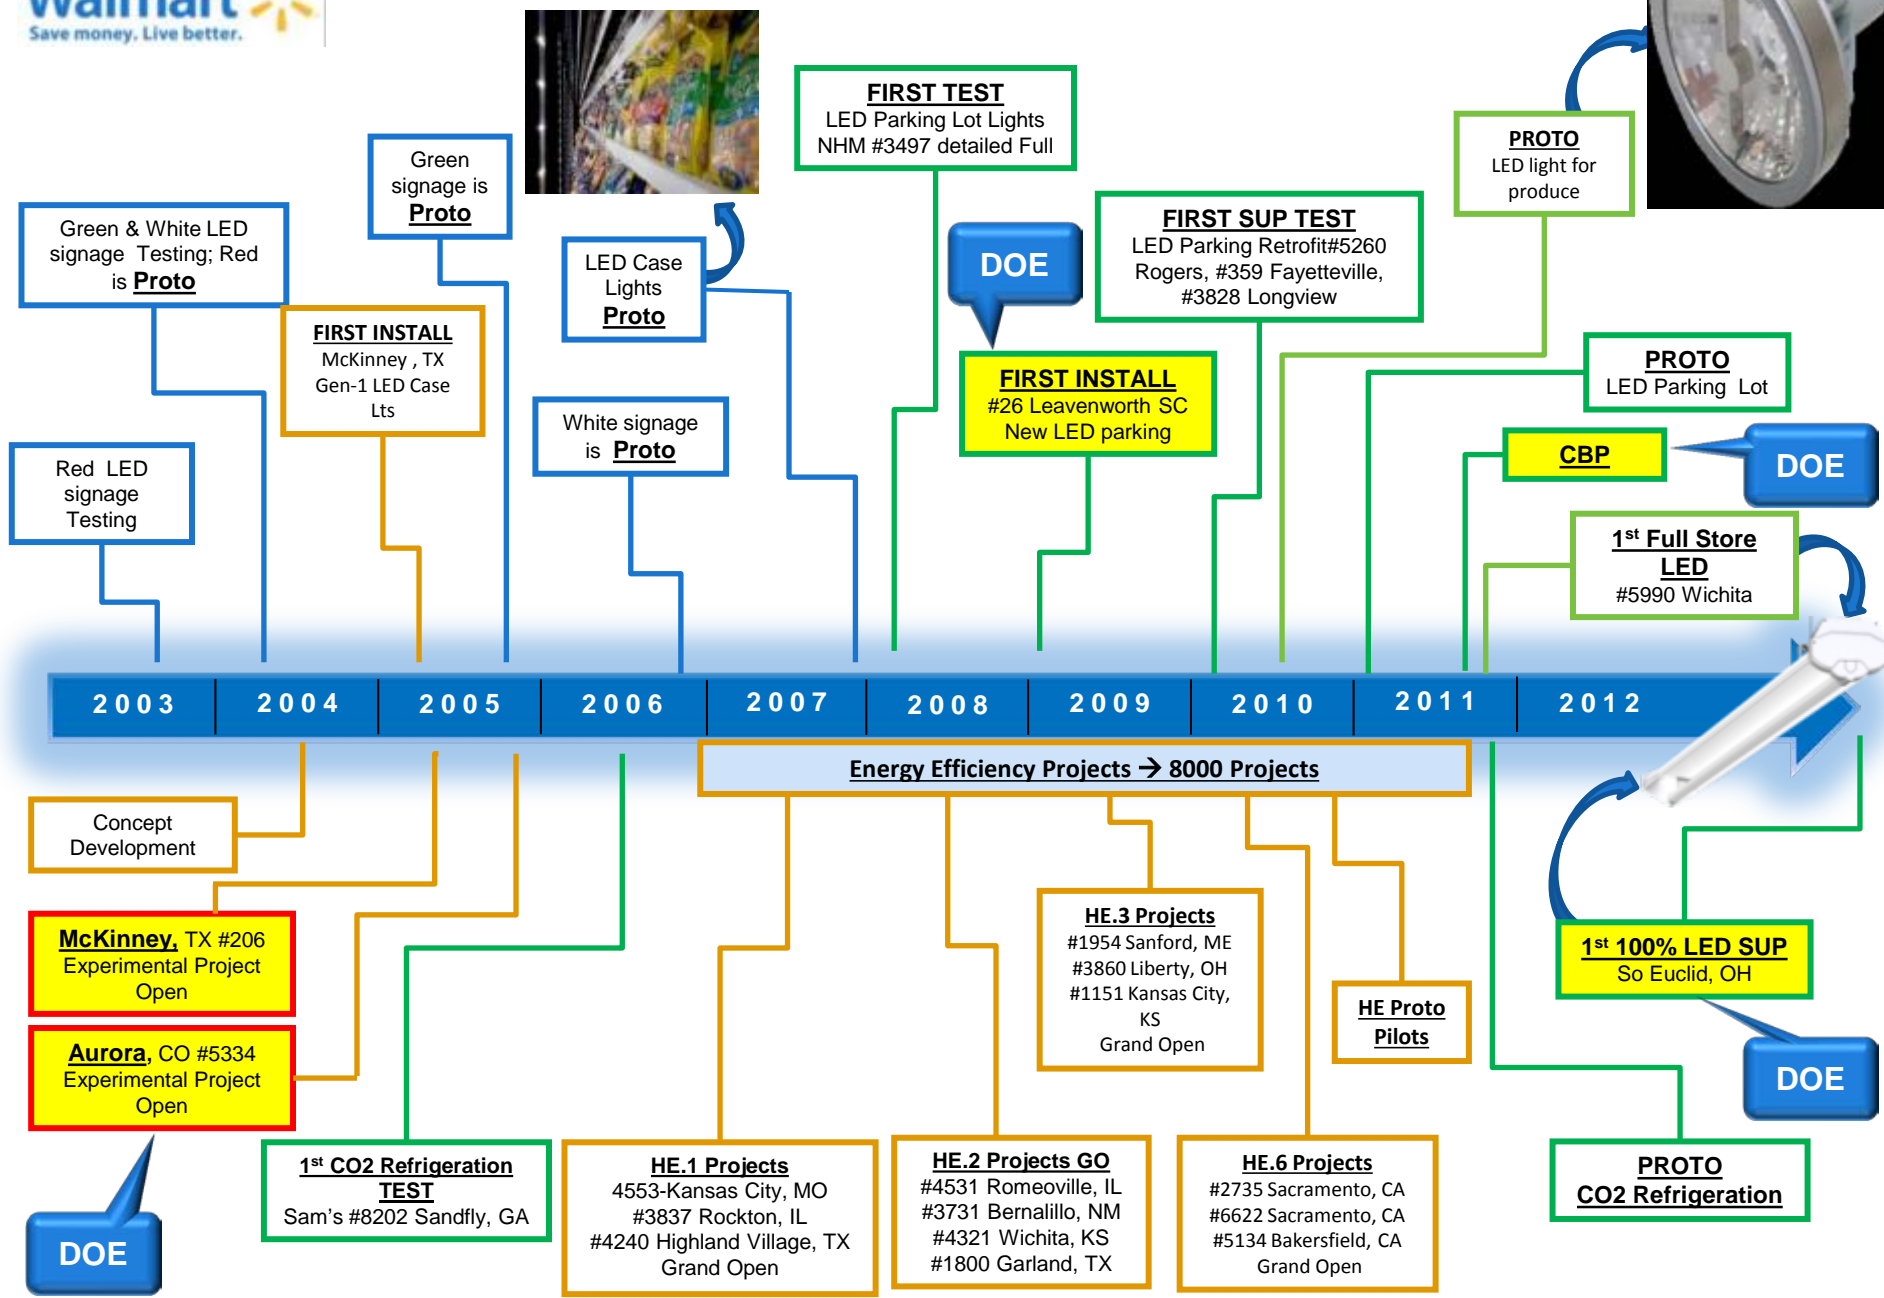 Walmart
Save money. Live better.
FIRST TEST
LED Parking Lot Lights
NHM #3497 detailed Full
PROTO
LED light for
produce
Green
signage is
Proto
Green & White LED
signage Testing; Red
is Proto
LED Case
Lights
Proto
DOE
FIRST SUP TEST
LED Parking Retrofit#5260
Rogers, #359 Fayetteville,
#3828 Longview
FIRST INSTALL
McKinney , TX
Gen-1 LED Case
Lts
FIRST INSTALL
#26 Leavenworth SC
New LED parking
PROTO
LED Parking Lot
White signage
is Proto
CBP
DOE
Red LED
signage
Testing
1st Full Store
LED
#5990 Wichita
2003
2004
2005
2006
2007
2008
2009
2010
2011
2012
Energy Efficiency Projects → 8000 Projects
Concept
Development
McKinney, TX #206
Experimental Project
Open
Aurora, CO #5334
Experimental Project
Open
DOE
1st CO2 Refrigeration
TEST
Sam's #8202 Sandfly, GA
HE.1 Projects
4553-Kansas City, MO
#3837 Rockton, IL
#4240 Highland Village, TX
Grand Open
HE.2 Projects GO
#4531 Romeoville, IL
#3731 Bernalillo, NM
#4321 Wichita, KS
#1800 Garland, TX
HE.3 Projects
#1954 Sanford, ME
#3860 Liberty, OH
#1151 Kansas City,
KS
Grand Open
HE.6 Projects
#2735 Sacramento, CA
#6622 Sacramento, CA
#5134 Bakersfield, CA
Grand Open
HE Proto
Pilots
1st 100% LED SUP
So Euclid, OH
DOE
PROTO
CO2 Refrigeration